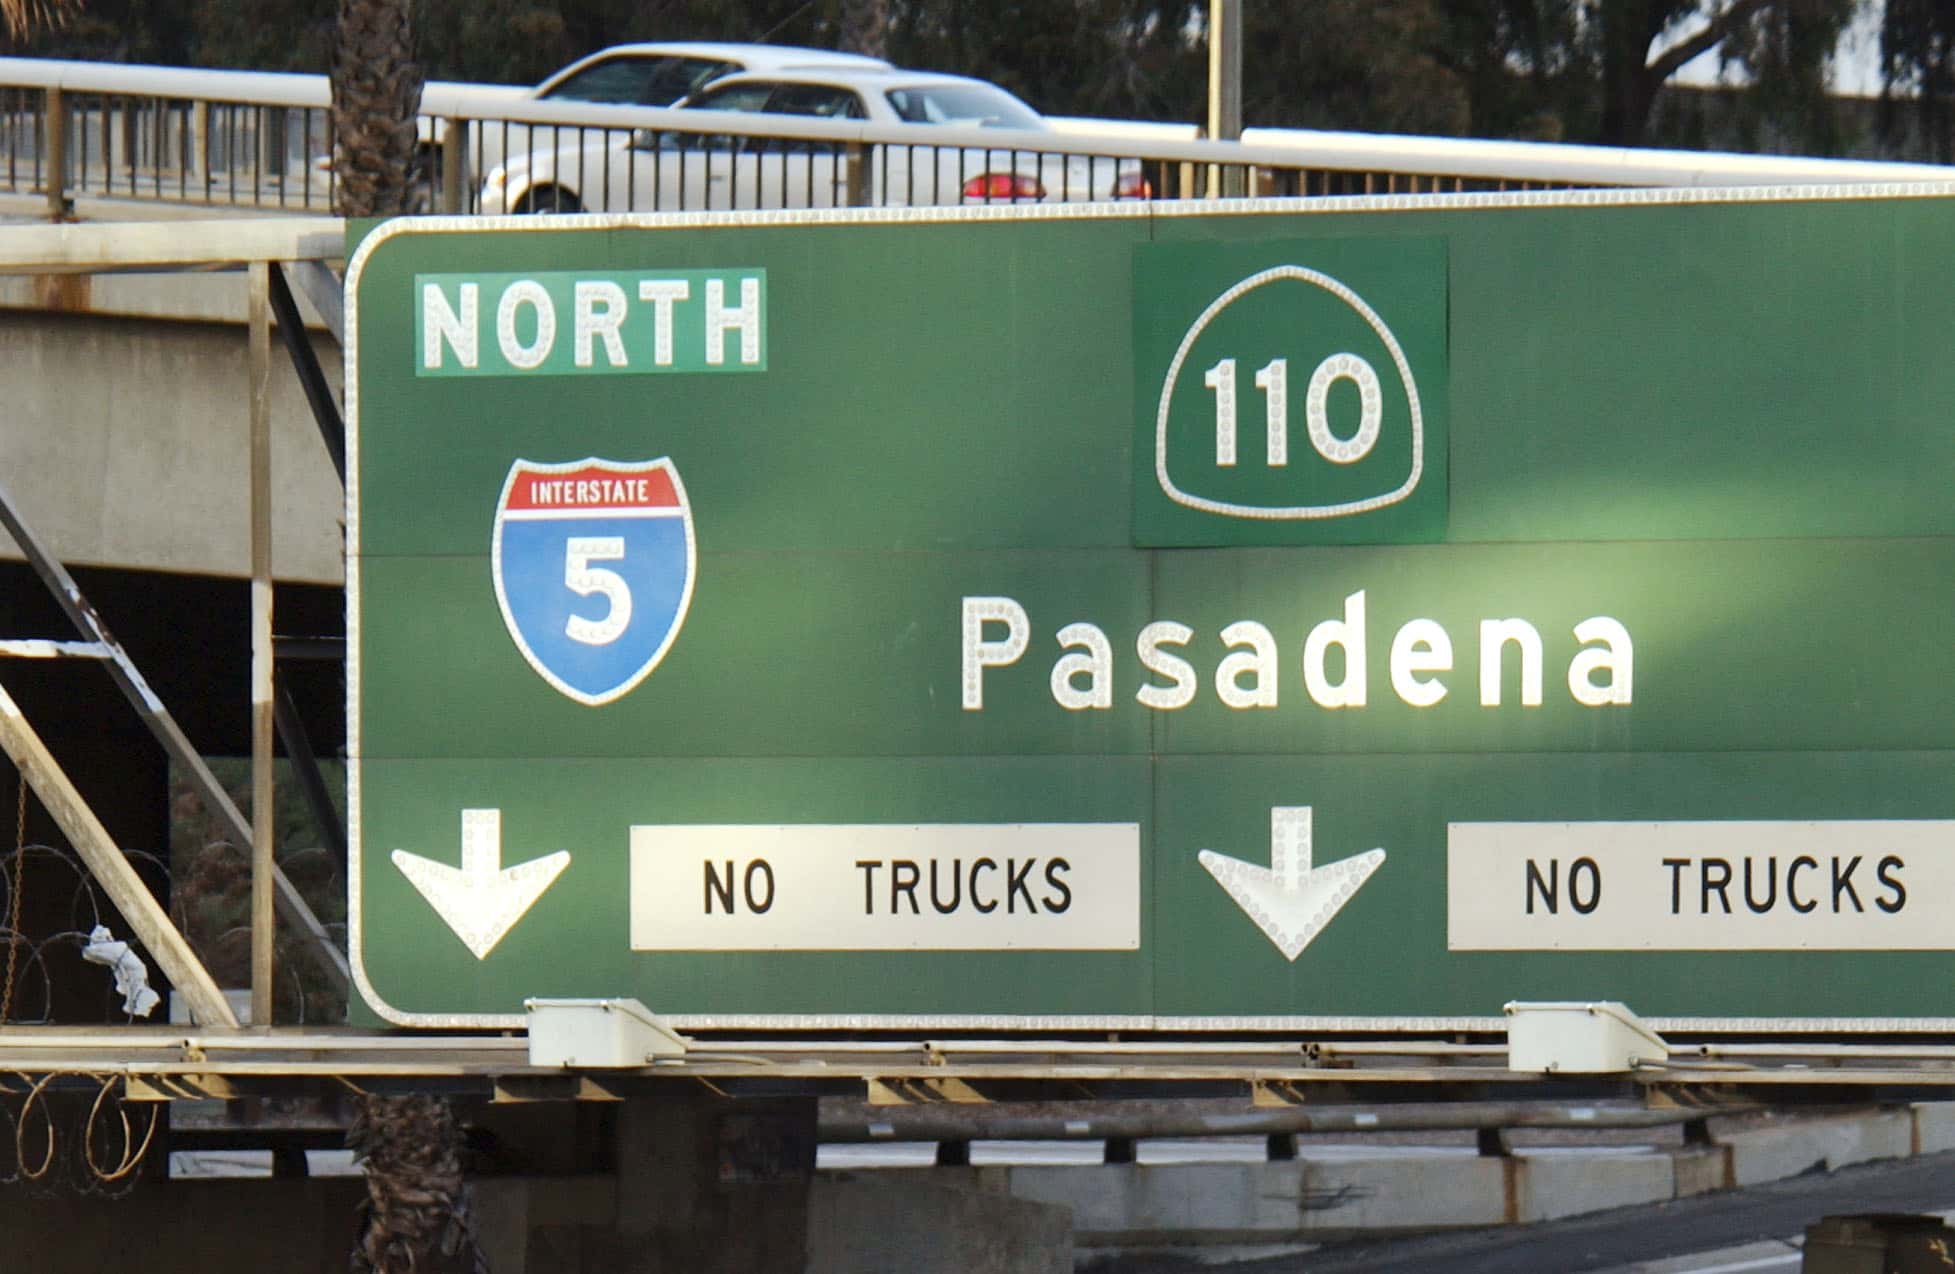 NORTH
110
INTERSTATE
5
Pasadena
NO TRUCKS
NO TRUCKS